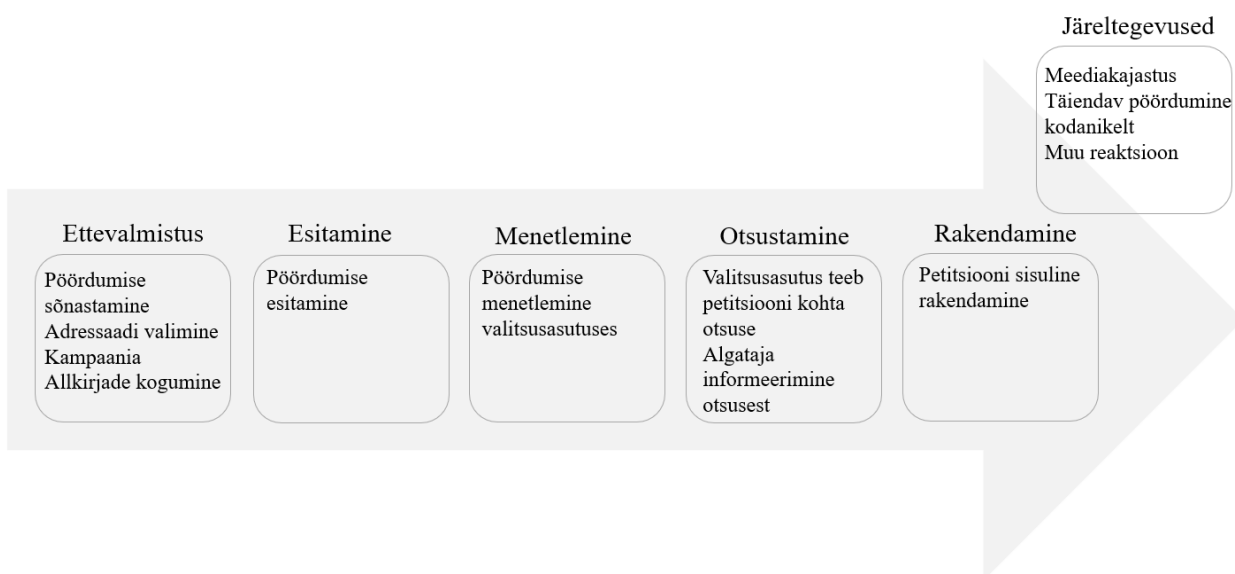 Järeltegevused
Meediakajastus
Täiendav pöördumine
kodanikelt
Muu reaktsioon
Ettevalmistus
Pöördumise
sõnastamine
Adressaadi valimine
Kampaania
Allkirjade kogumine
Esitamine
Pöördumise
esitamine
Menetlemine
Pöördumise
menetlemine
valitsusasutuses
Otsustamine
Valitsusasutus teeb
petitsiooni kohta
otsuse
Algataja
informeerimine
otsusest
Rakendamine
Petitsiooni sisuline
rakendamine